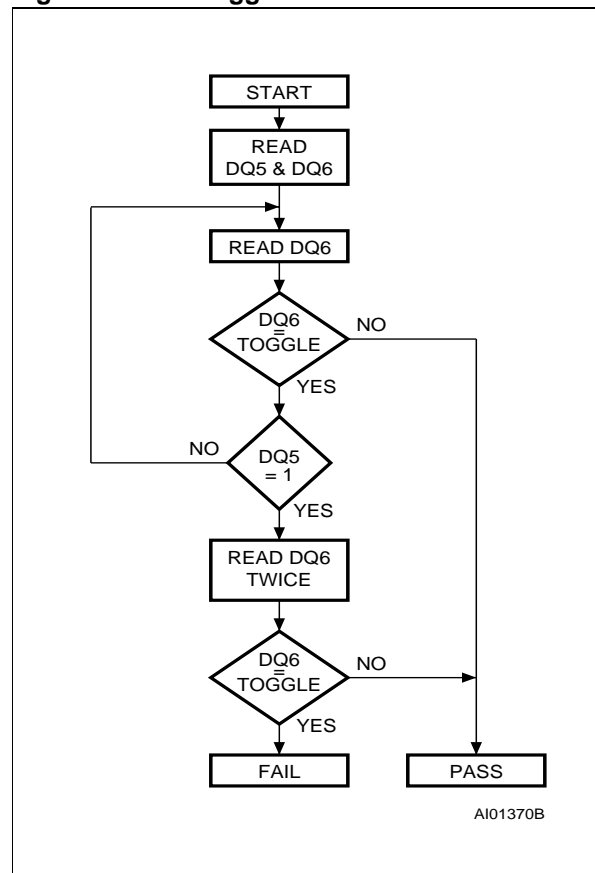 START
READ
DQ5 & DQ6
READ DQ6
DQ6
=
TOGGLE
NO
YES
NO
DQ5
= 1
YES
READ DQ6
TWICE
DQ6
=
TOGGLE
NO
YES
FAIL
PASS
AI01370B